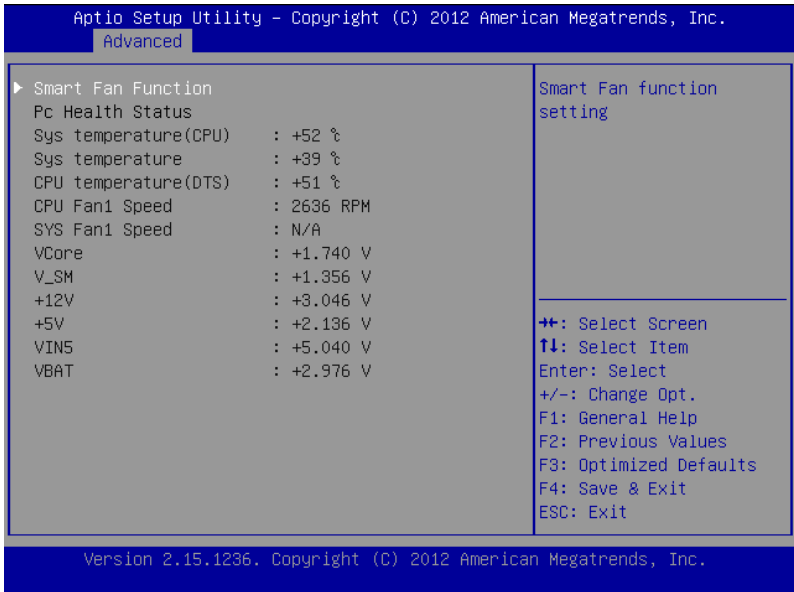 Aptio Setup Utility – Copyright (C) 2012 American Megatrends, Inc.
Advanced
Smart Fan Function
Pc Health Status
Sys temperature(CPU) : +52 ℃
Sys temperature : +39 ℃
CPU temperature(DTS) : +51 ℃
CPU Fan1 Speed : 2636 RPM
SYS Fan1 Speed : N/A
VCore : +1.740 V
V_SM : +1.356 V
+12V : +3.046 V
+5V : +2.136 V
VIN5 : +5.040 V
VBAT : +2.976 V
Smart Fan function
setting
→←: Select Screen
↑↓: Select Item
Enter: Select
+/-: Change Opt.
F1: General Help
F2: Previous Values
F3: Optimized Defaults
F4: Save & Exit
ESC: Exit
Version 2.15.1236. Copyright (C) 2012 American Megatrends, Inc.